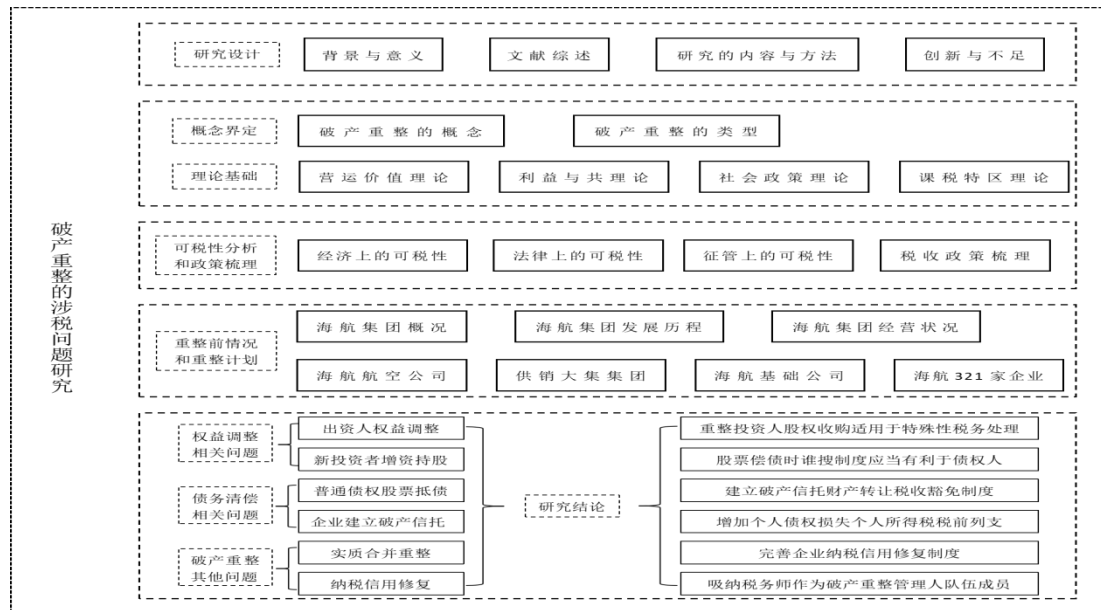 破产重整的涉税问题研究
研究设计
背景与意义
文献综述
研究的内容与方法
创新与不足
概念界定
破产重整的概念
破产重整的类型
理论基础
营运价值理论
利益与共理论
社会政策理论
课税特区理论
可税性分析
和政策梳理
经济上的可税性
法律上的可税性
征管上的可税性
税收政策梳理
重整前情况
和重整计划
海航集团概况
海航集团发展历程
海航集团经营状况
海航航空公司
供销大集集团
海航基础公司
海航321家企业
权益调整
相关问题
出资人权益调整
新投资者增资持股
债务清偿
相关问题
普通债权股票抵债
企业建立破产信托
破产重整
其他问题
实质合并重整
纳税信用修复
研究结论
重整投资人股权收购适用于特殊性税务处理
股票偿债时谁搜制度应当有利于债权人
建立破产信托财产转让税收豁免制度
增加个人债权损失个人所得税税前列支
完善企业纳税信用修复制度
吸纳税务师作为破产重整管理人队伍成员